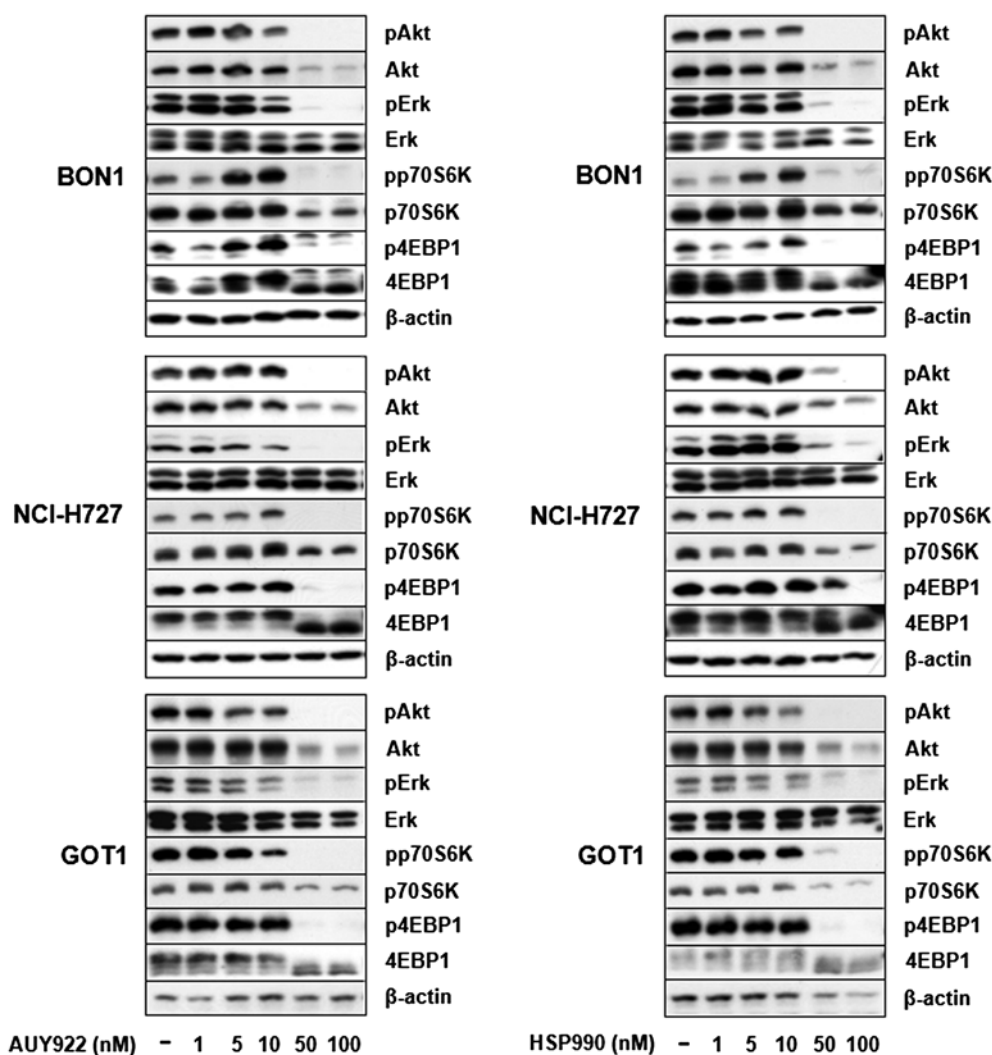 pAkt pAkt
Akt Akt
pErk pErk
Erk Erk
BON1 pp70S6K BON1 pp70S6K
p70S6K p70S6K
p4EBP1 p4EBP1
4EBP1 4EBP1
β-actin β-actin
pAkt pAkt
Akt Akt
pErk pErk
Erk Erk
NCI-H727 pp70S6K NCI-H727 pp70S6K
p70S6K p70S6K
p4EBP1 p4EBP1
4EBP1 4EBP1
β-actin β-actin
pAkt pAkt
Akt Akt
pErk pErk
Erk Erk
GOT1 pp70S6K GOT1 pp70S6K
p70S6K p70S6K
p4EBP1 p4EBP1
4EBP1 4EBP1
β-actin β-actin
AUY922 (nM) – 1 5 10 50 100 HSP990 (nM) – 1 5 10 50 100